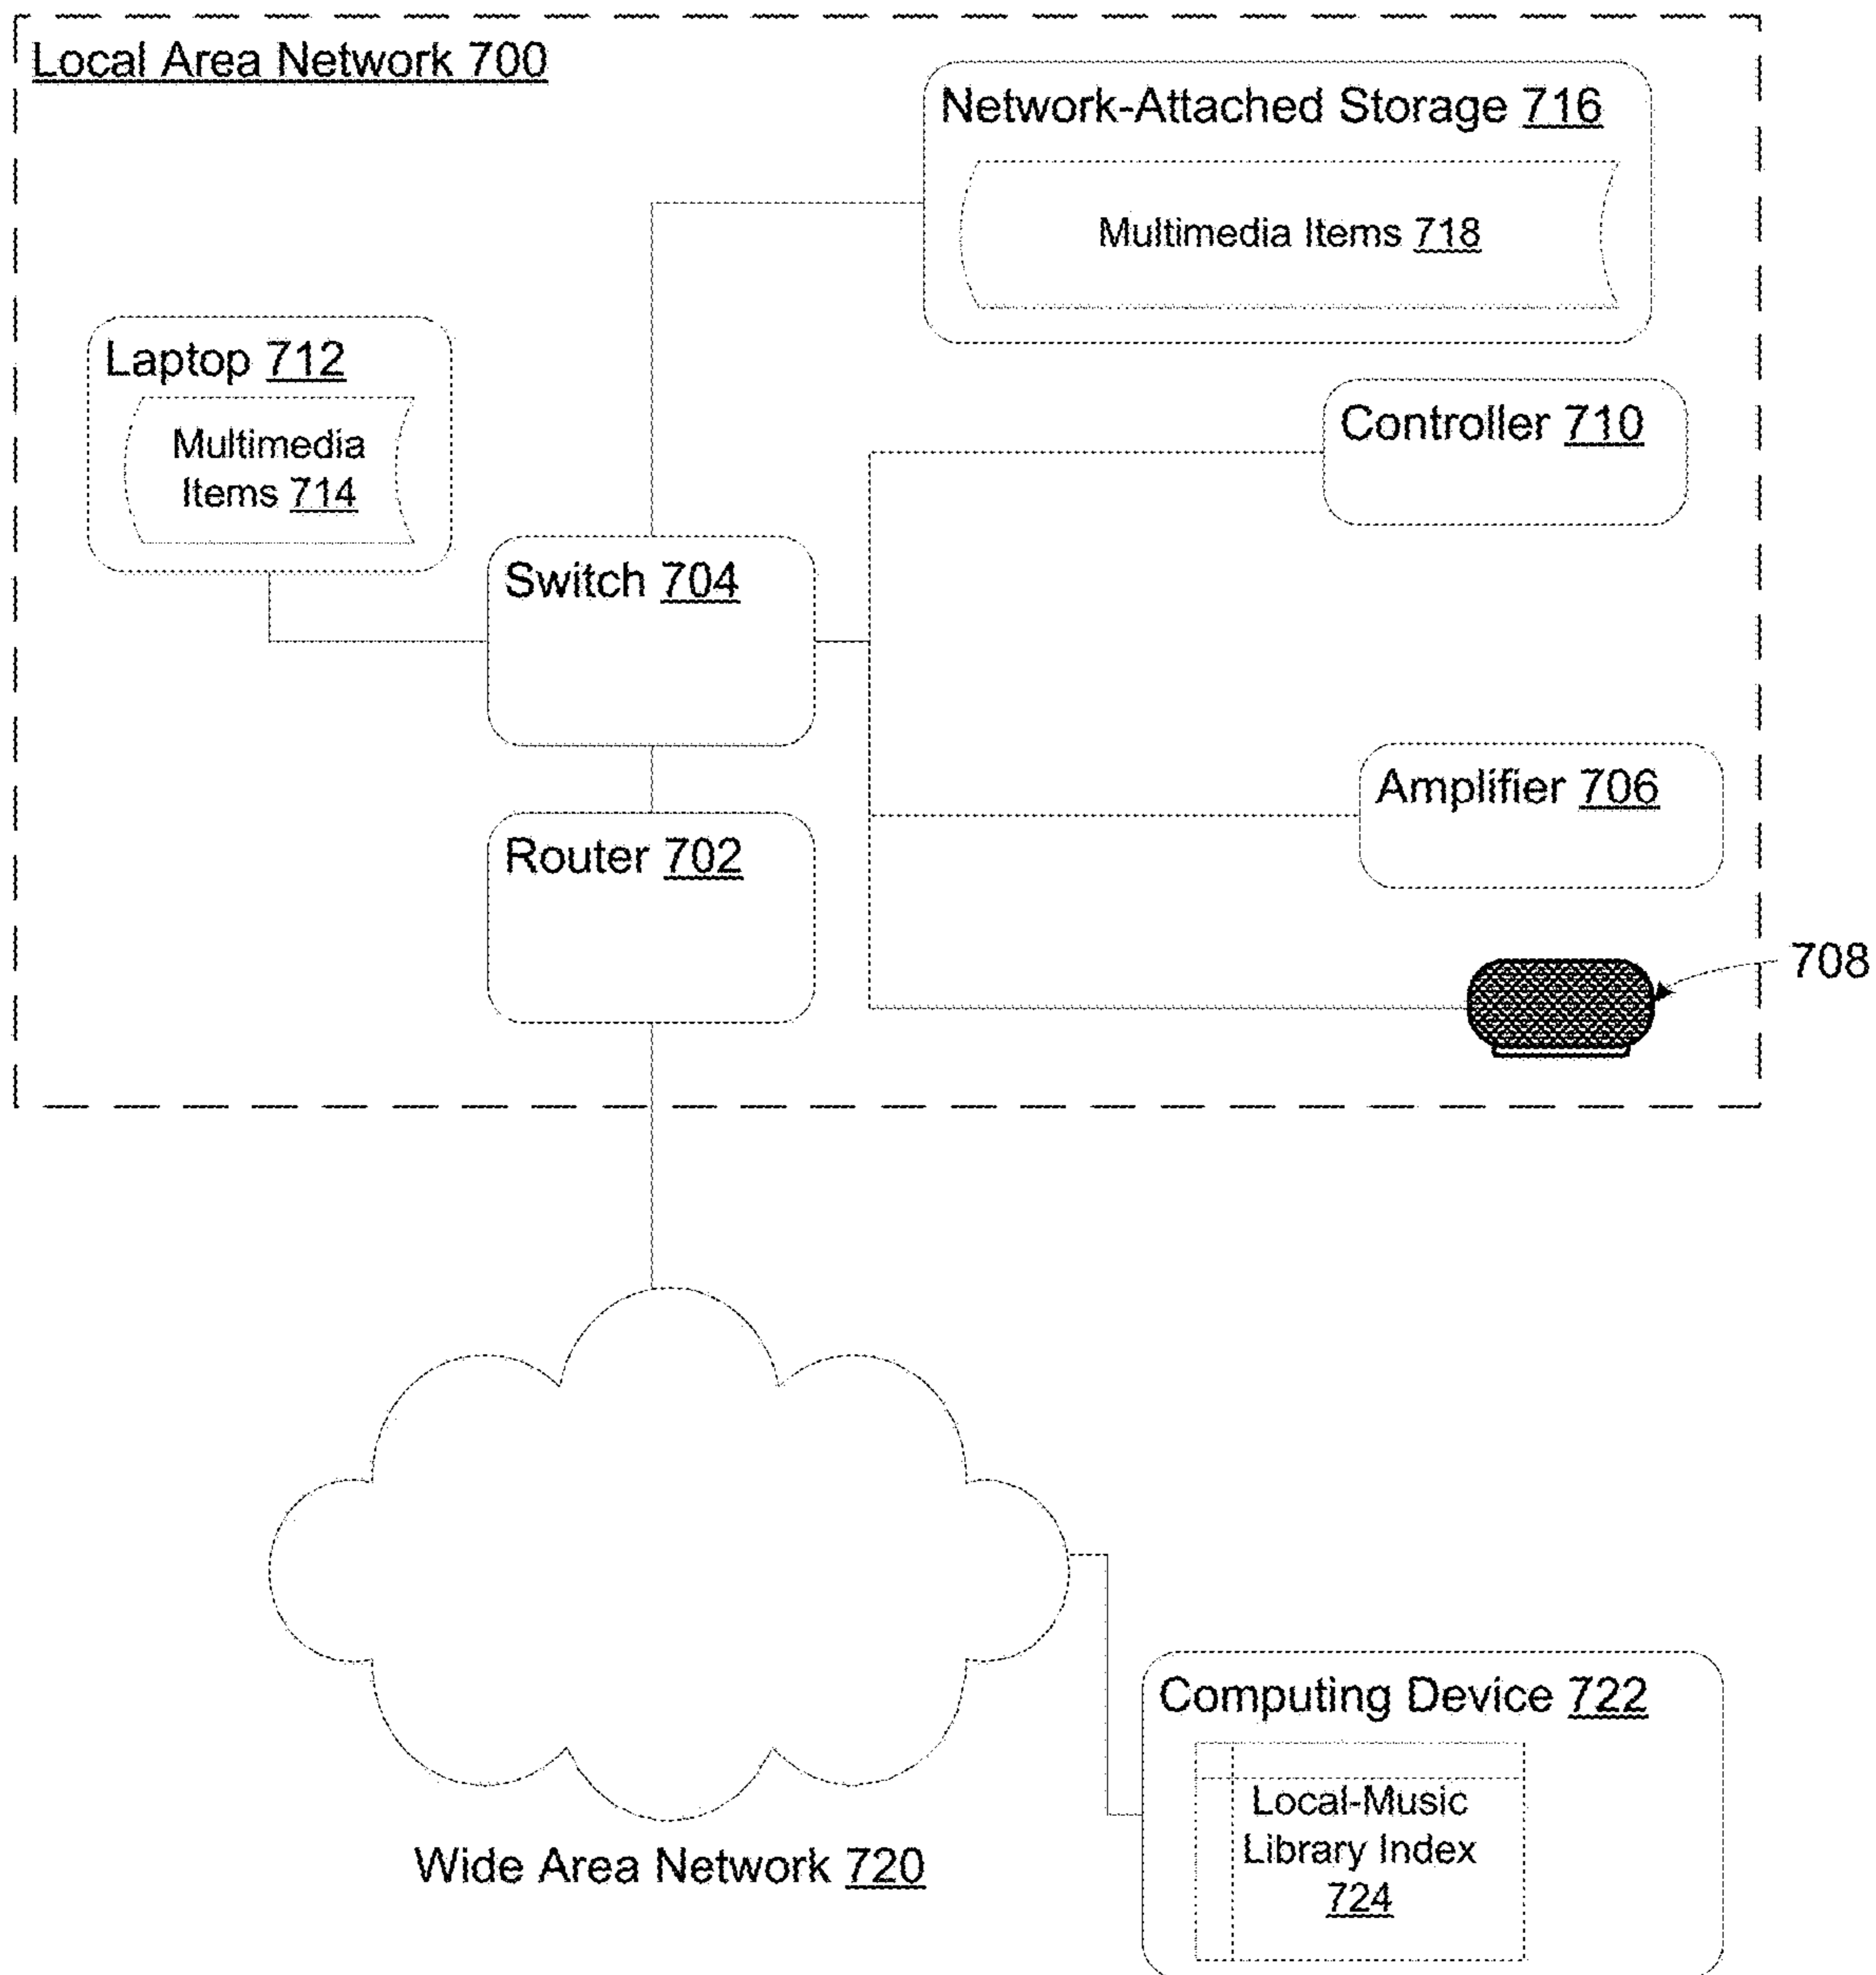 Local Area Network 700
Network-Attached Storage 716
Multimedia Items 718
Laptop 712
Multimedia
Items 714
Controller 710
Switch 704
Amplifier 706
Router 702
708
Wide Area Network 720
Computing Device 722
Local-Music
Library Index
724